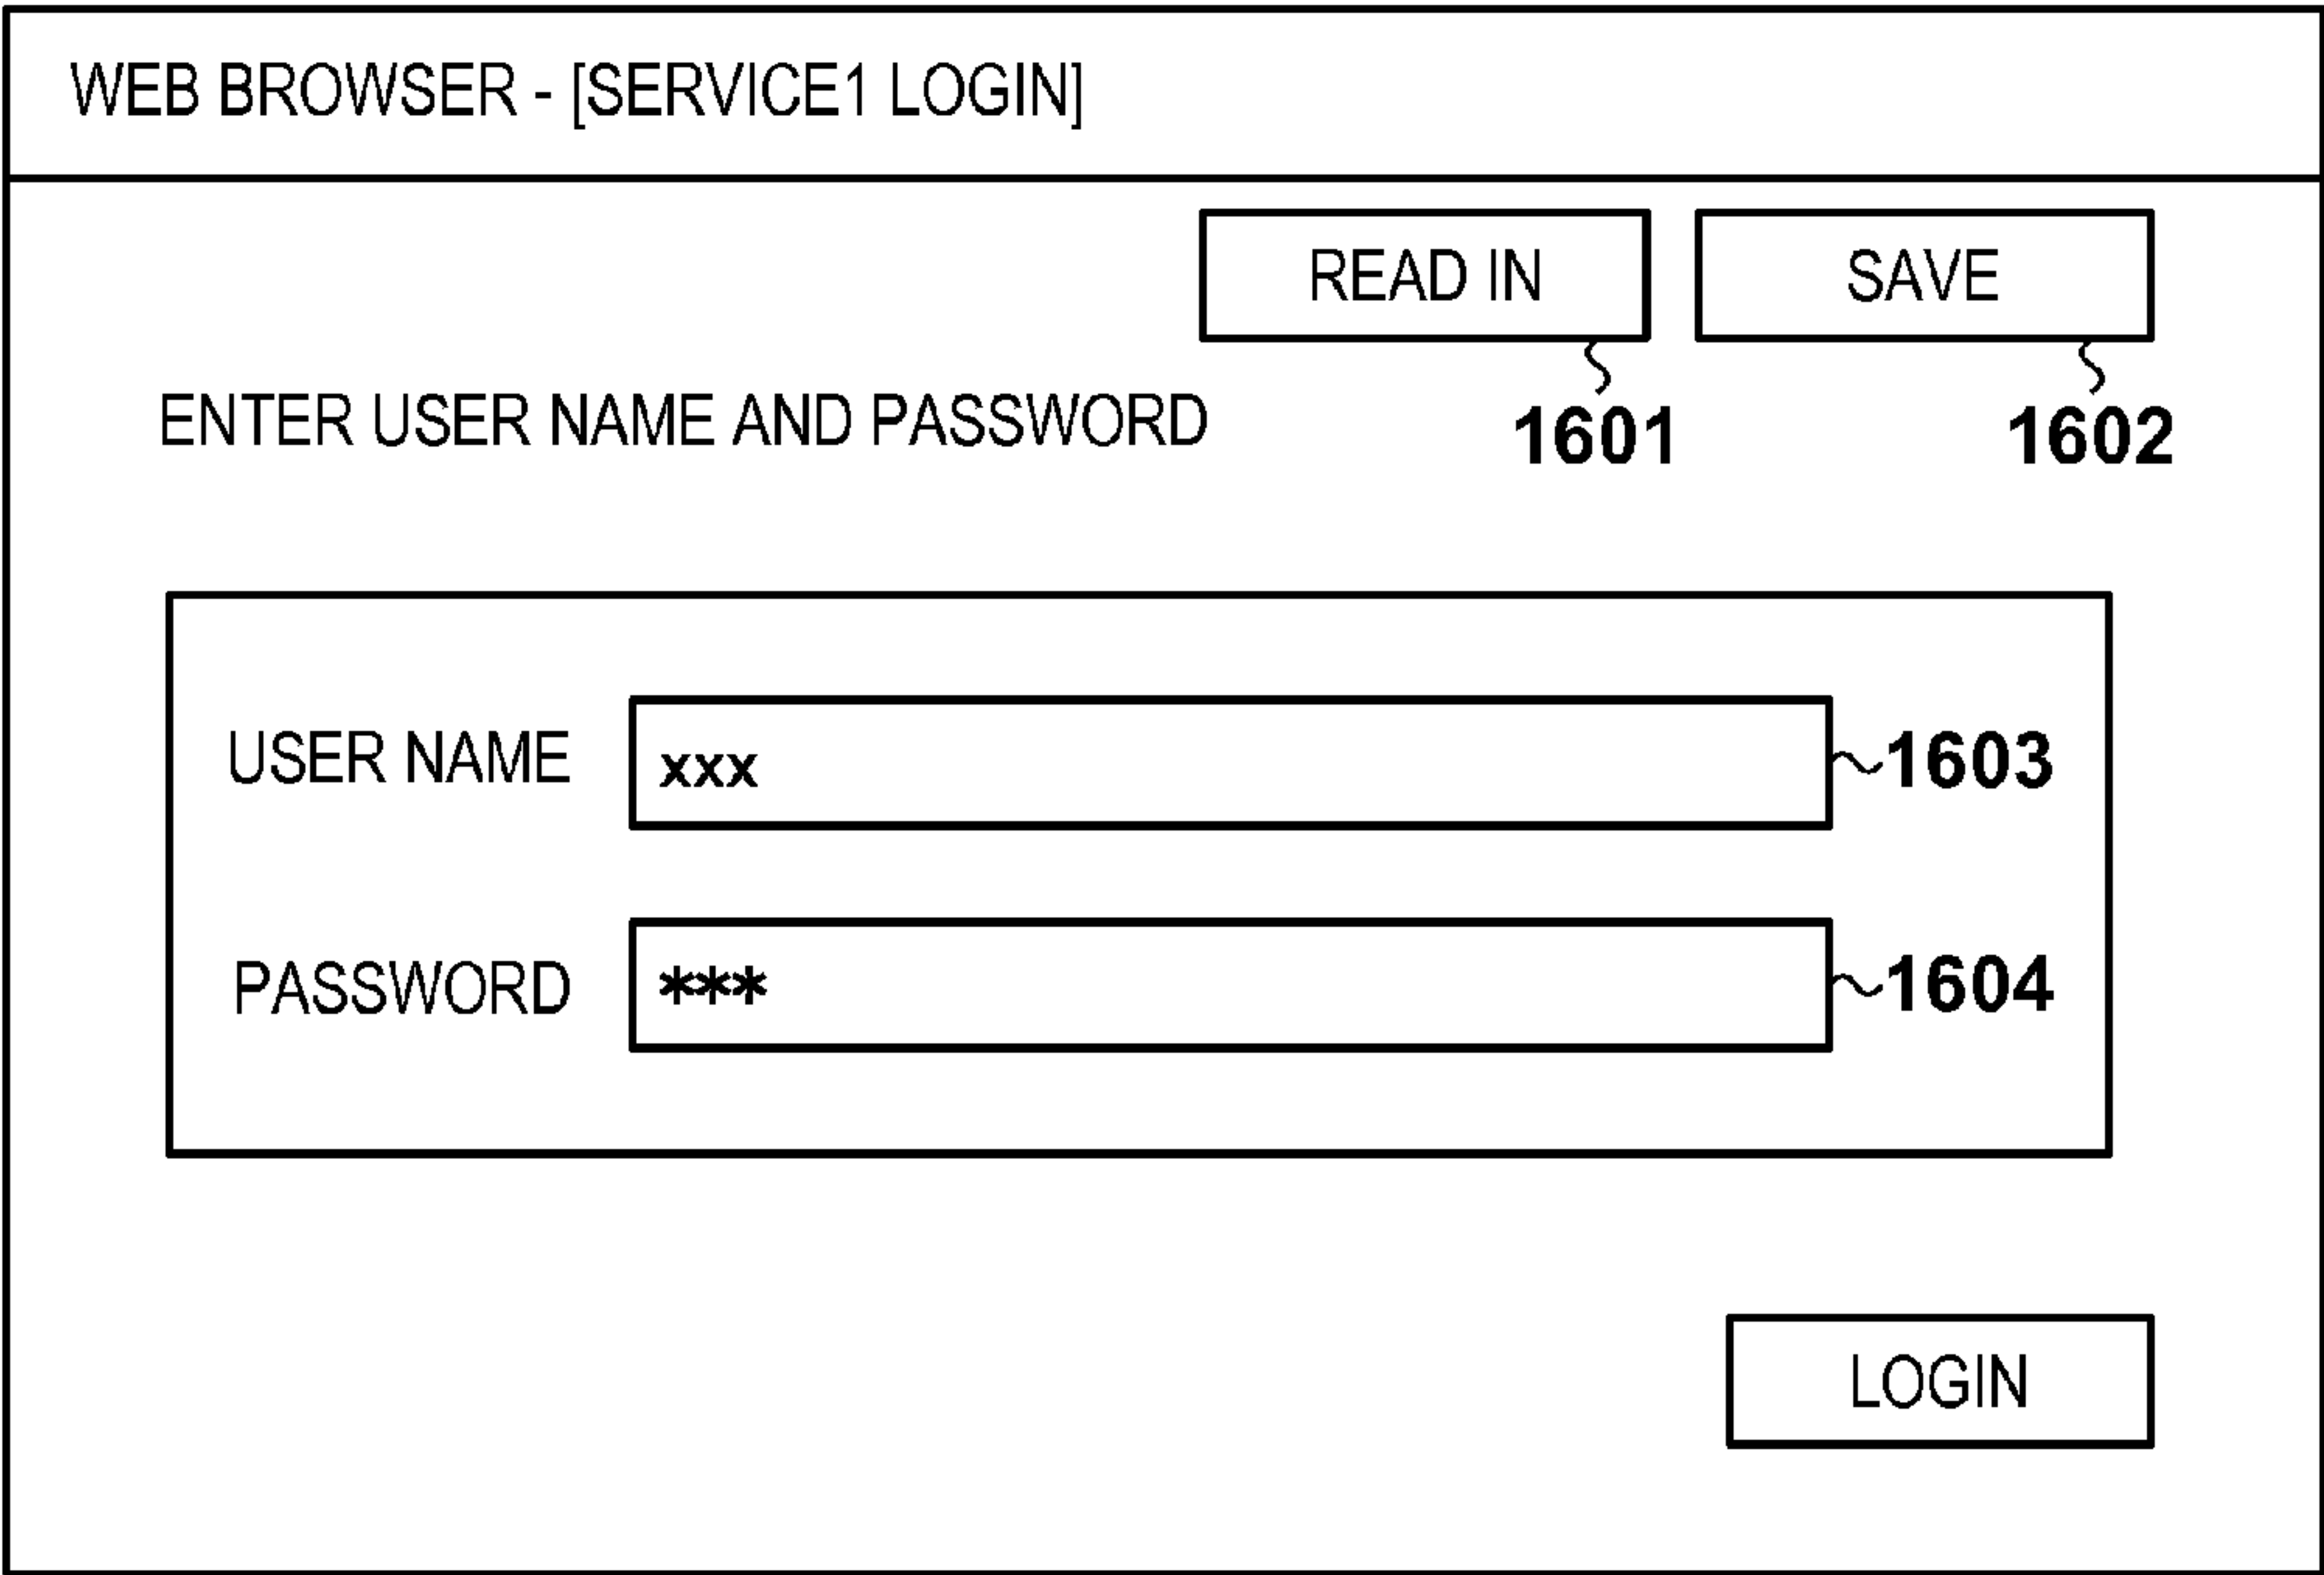 WEB BROWSER - [SERVICE1 LOGIN]
READ IN
SAVE
1601
1602
ENTER USER NAME AND PASSWORD
USER NAME
xxx
1603
PASSWORD
***
1604
LOGIN